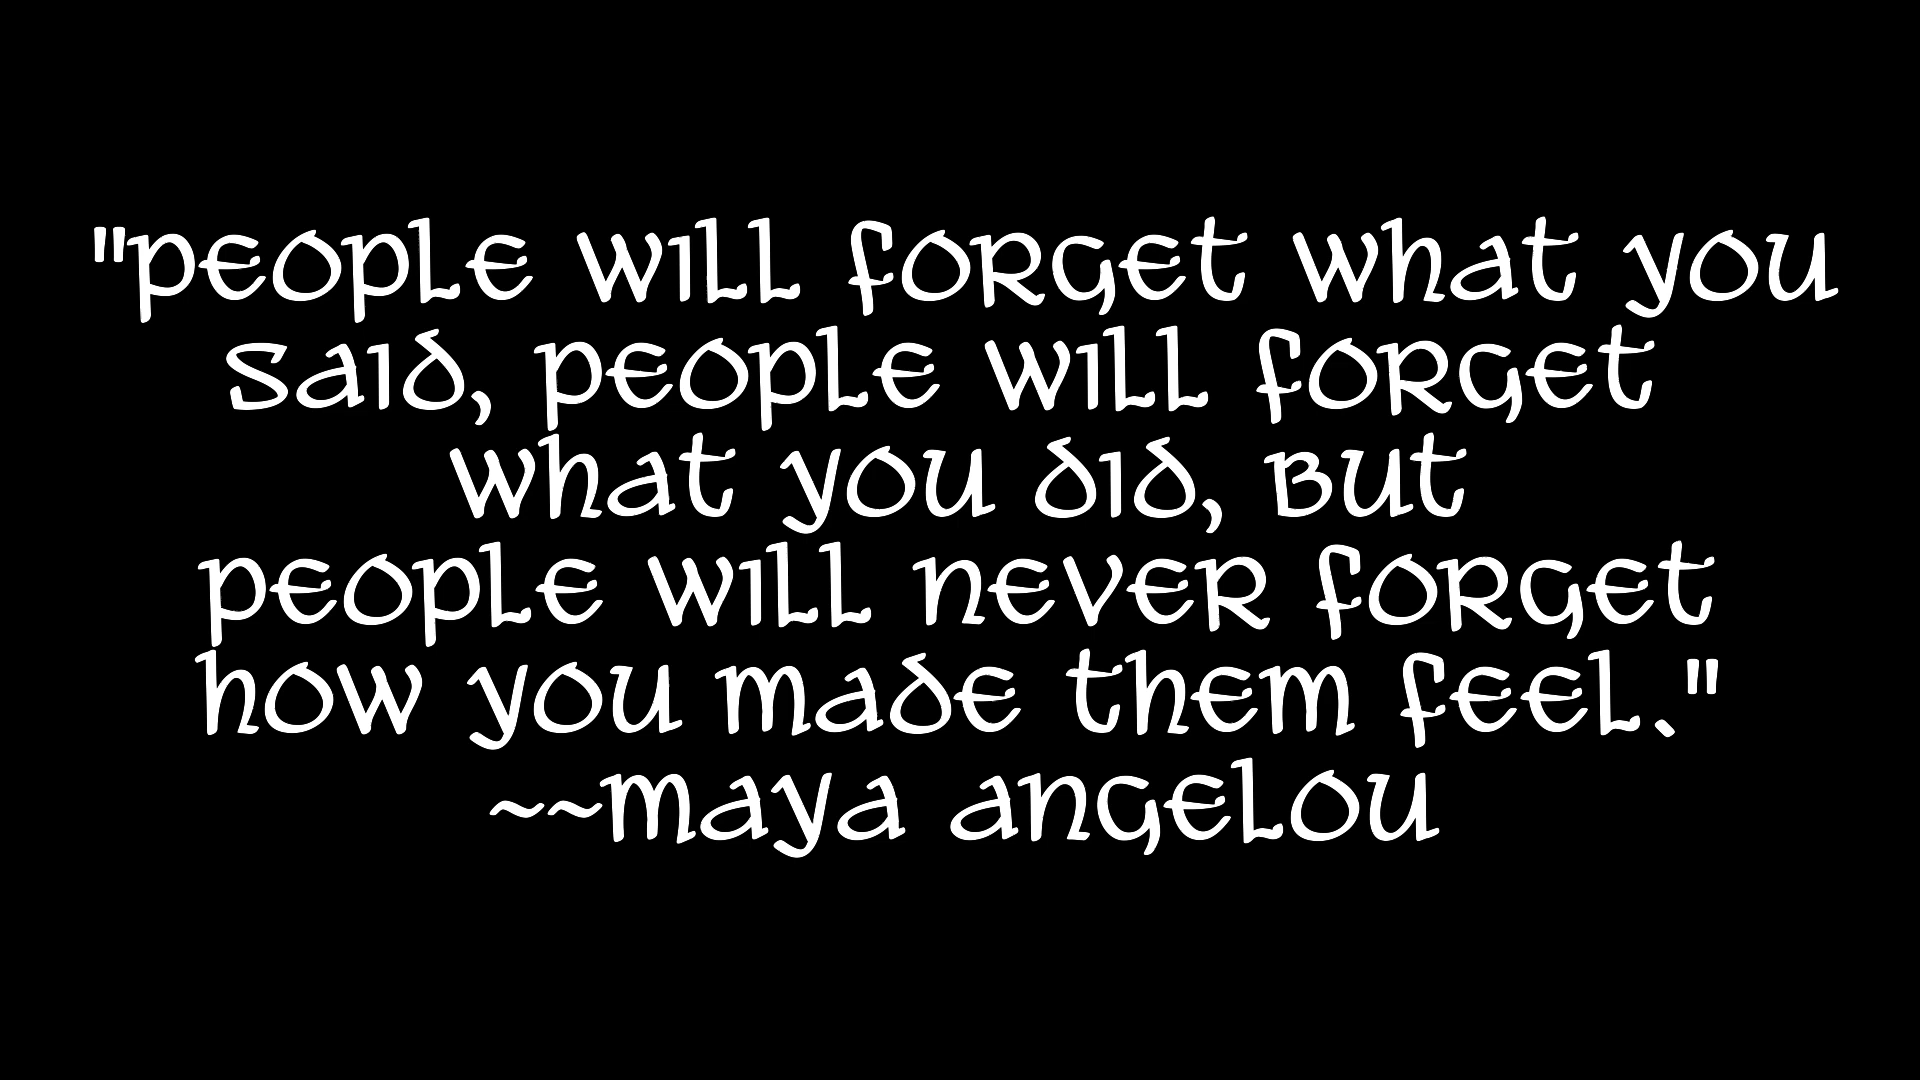 "people will forget what you
said, people will forget
what you did, but
people will never forget
how you made them feel."
~~maya angelou